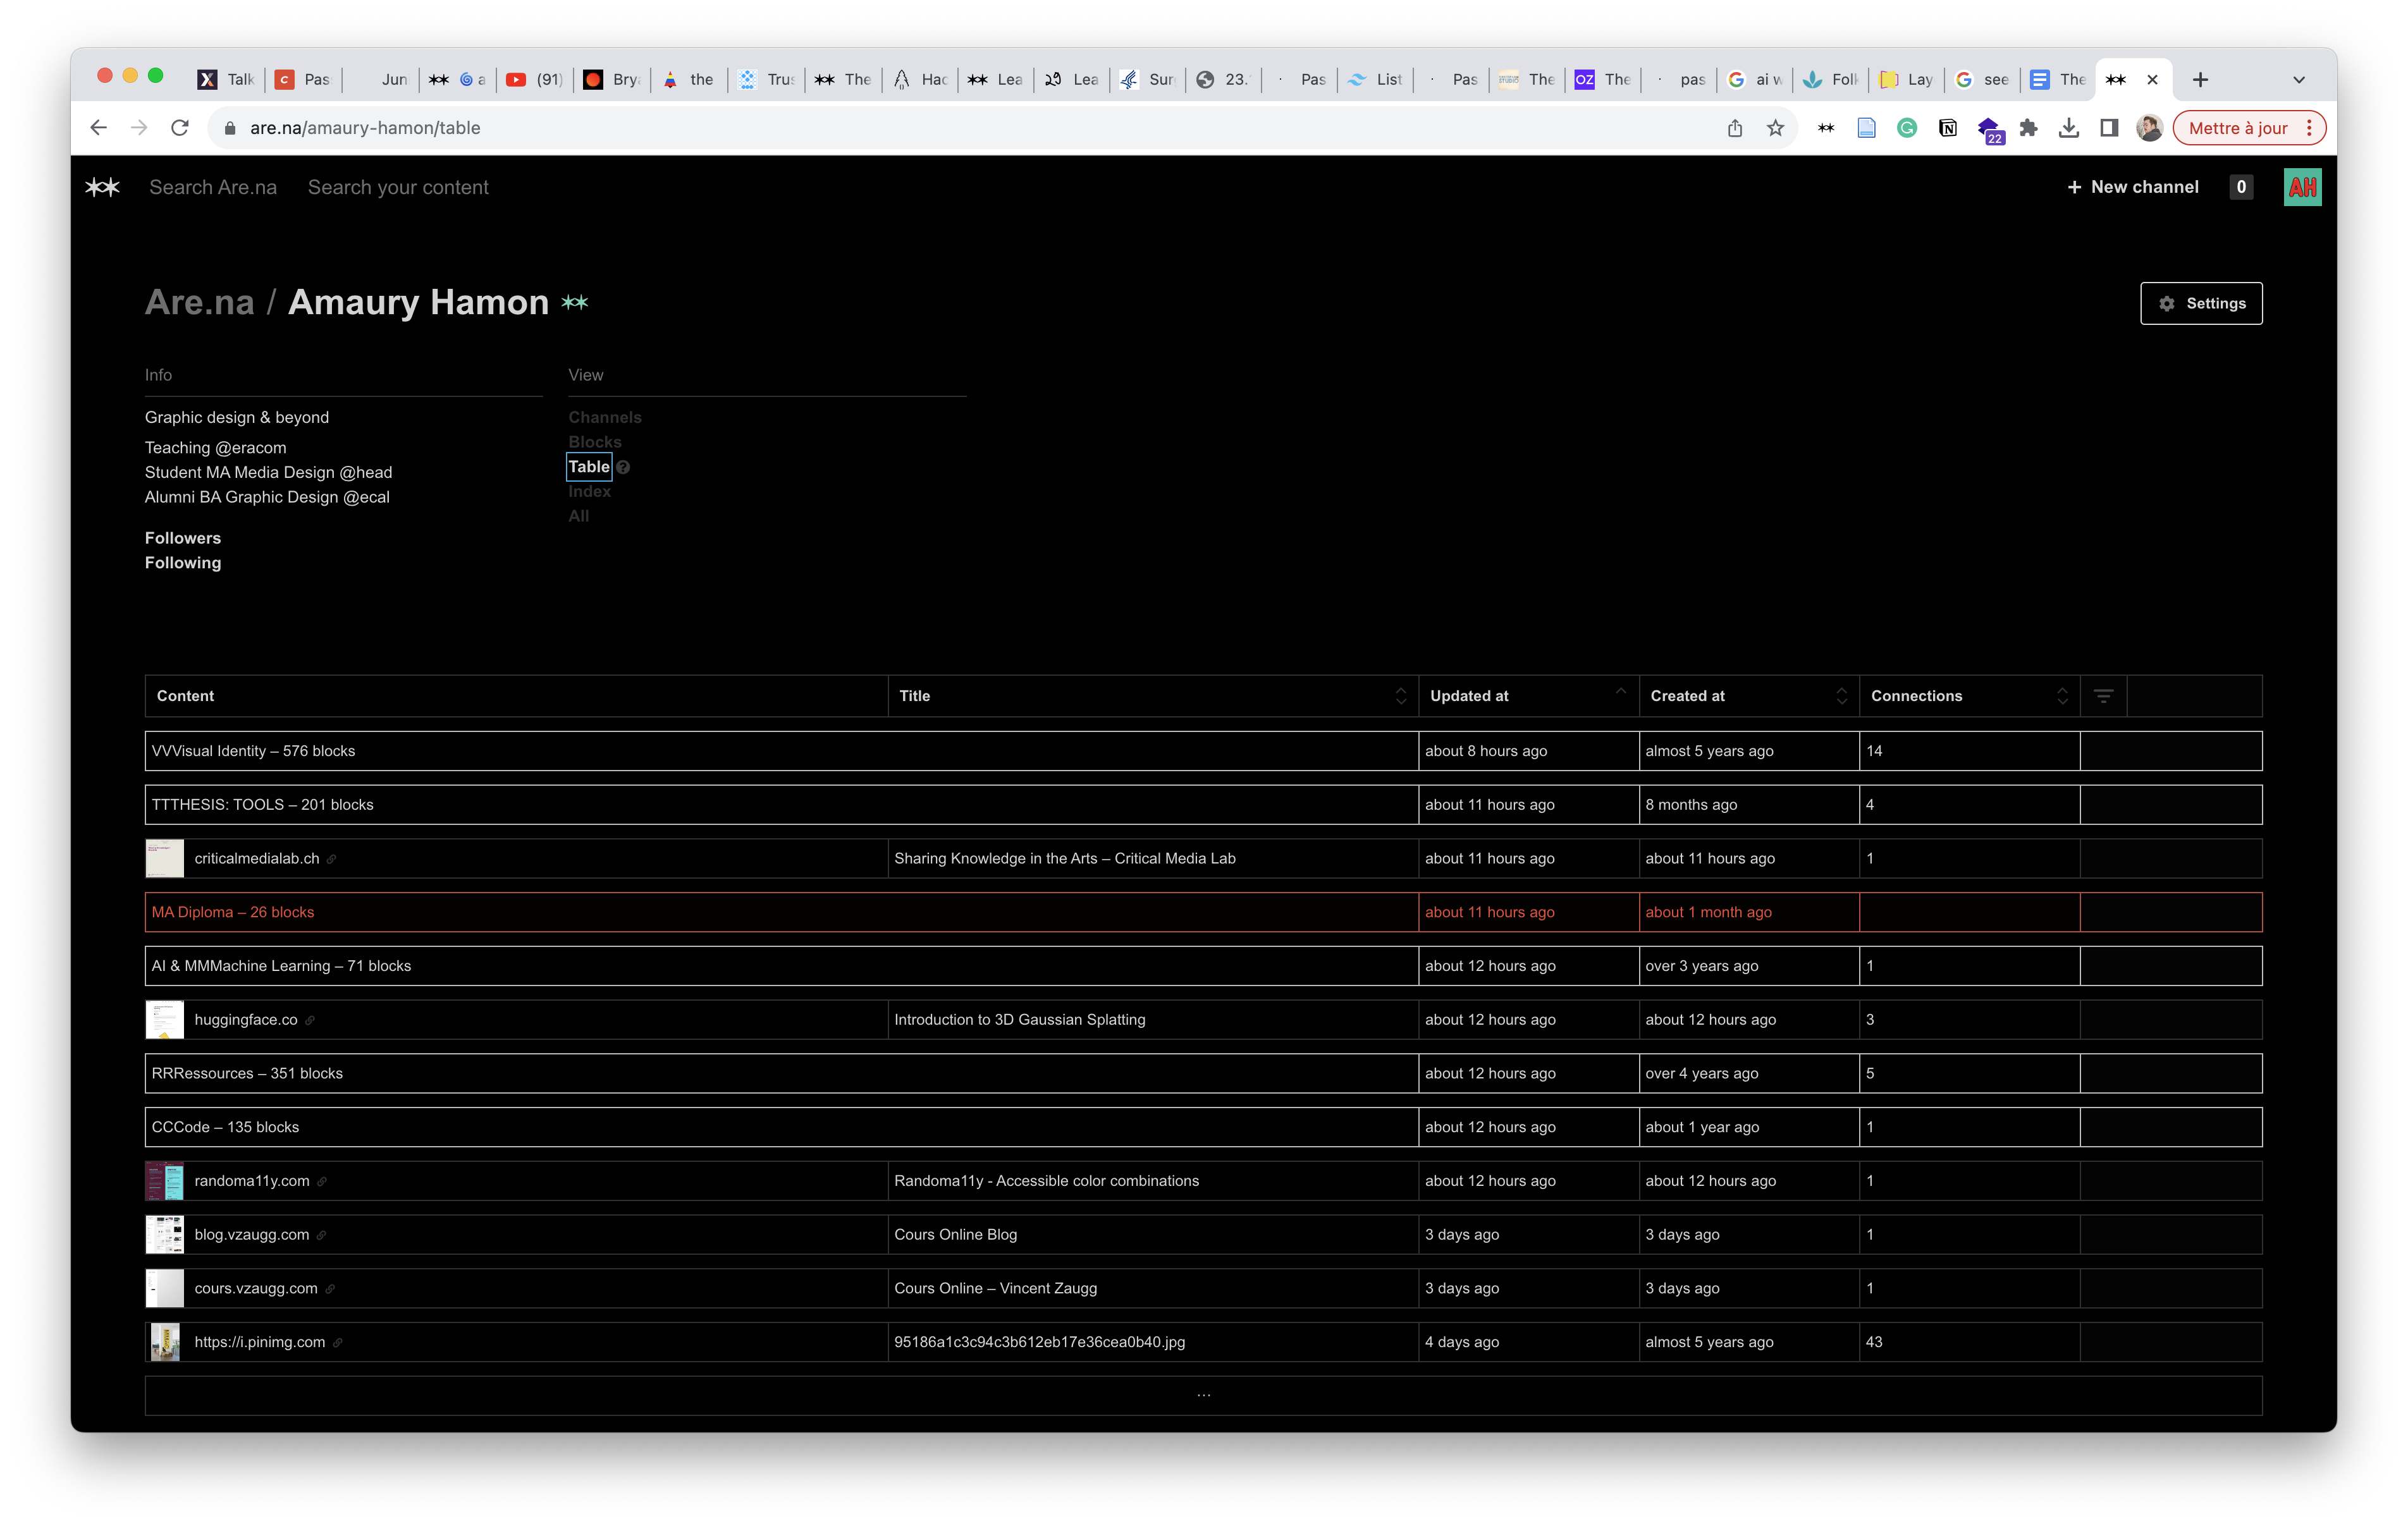 Talk
Pas
Jun
a
(91)
Bry
the
Trus
The
Hac
Lea
Lea
Sur
23.
Pas
List
Pas
The
OZ The
pas
ai w
Folk
Lay
see
The
are.na/amaury-hamon/table
22
Mettre à jour
Search Are.na
Search your content
+ New channel
0
AH
Are.na / Amaury Hamon
Settings
Info
View
Graphic design & beyond
Teaching @eracom
Student MA Media Design @head
Alumni BA Graphic Design @ecal
Followers
Following
Channels
Blocks
Table ?
Index
All
Content Title Updated at Created at Connections
VVVisual Identity – 576 blocks about 8 hours ago almost 5 years ago 14
TTTHESIS: TOOLS – 201 blocks about 11 hours ago 8 months ago 4
criticalmedialab.ch Sharing Knowledge in the Arts – Critical Media Lab about 11 hours ago about 11 hours ago 1
MA Diploma – 26 blocks about 11 hours ago about 1 month ago
AI & MMMachine Learning – 71 blocks about 12 hours ago over 3 years ago 1
huggingface.co Introduction to 3D Gaussian Splatting about 12 hours ago about 12 hours ago 3
RRRessources – 351 blocks about 12 hours ago over 4 years ago 5
CCCode – 135 blocks about 12 hours ago about 1 year ago 1
randoma11y.com Randoma11y - Accessible color combinations about 12 hours ago about 12 hours ago 1
blog.vzaugg.com Cours Online Blog 3 days ago 3 days ago 1
cours.vzaugg.com Cours Online – Vincent Zaugg 3 days ago 3 days ago 1
https://i.pinimg.com 95186a1c3c94c3b612eb17e36cea0b40.jpg 4 days ago almost 5 years ago 43
...